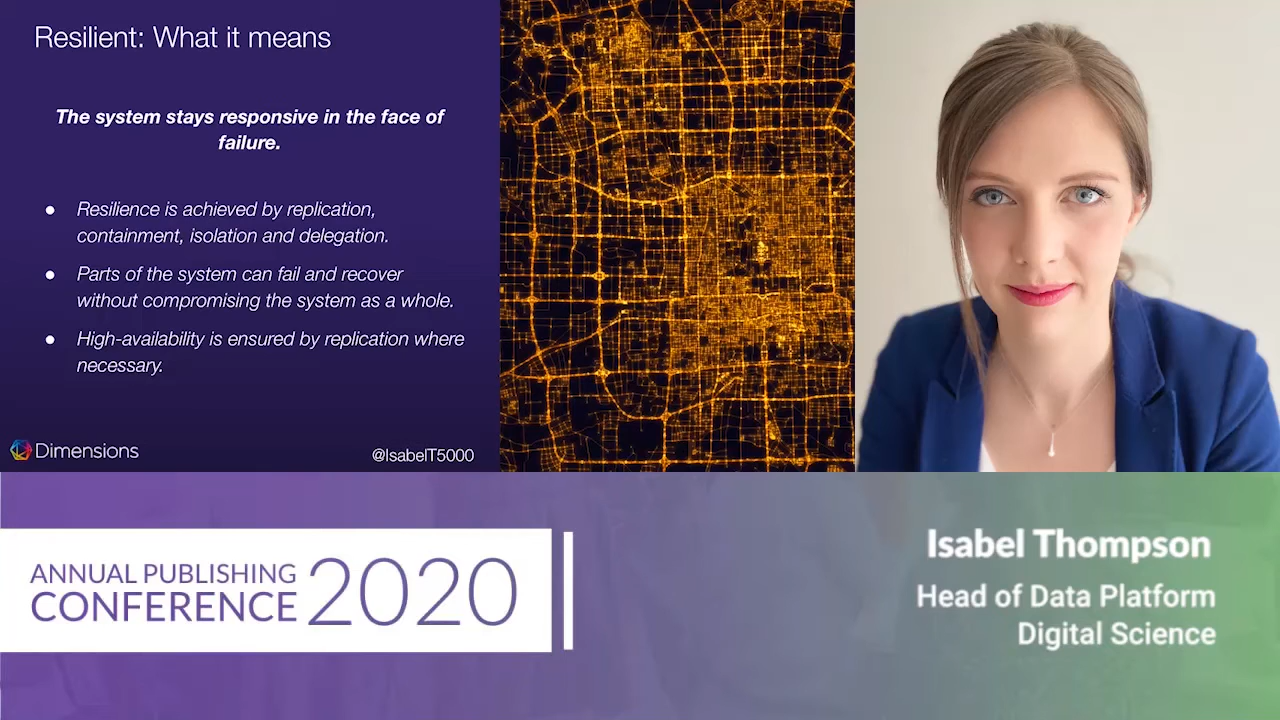 Resilient: What it means
The system stays responsive in the face of
failure.
● Resilience is achieved by replication,
containment, isolation and delegation.
● Parts of the system can fail and recover
without compromising the system as a whole.
● High-availability is ensured by replication where
necessary.
Dimensions
@IsabelT5000
ANNUAL PUBLISHING
CONFERENCE 2020
Isabel Thompson
Head of Data Platform
Digital Science